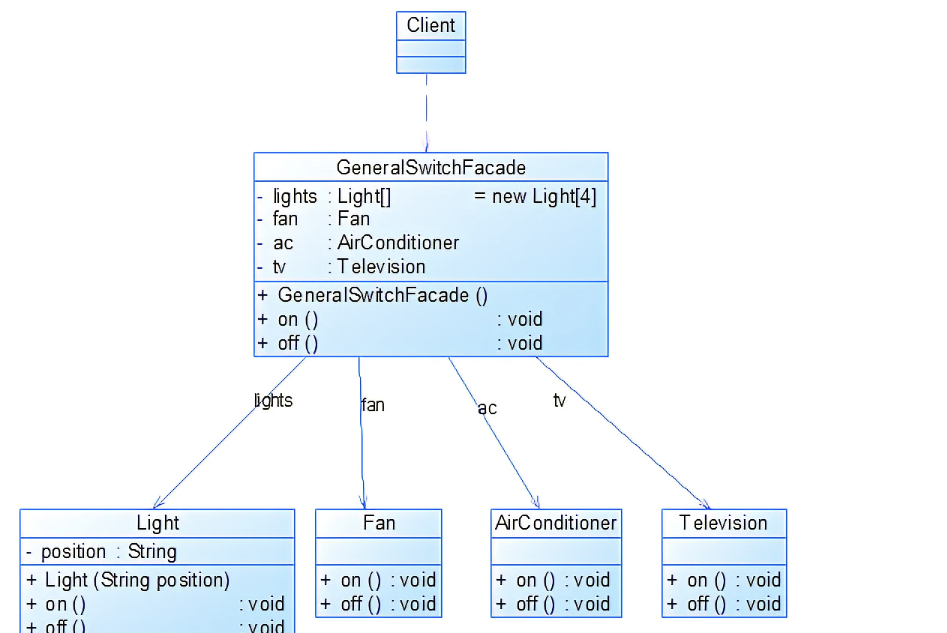 Client
GeneralSwitchFacade
- lights : Light[] = new Light[4]
- fan : Fan
- ac : AirConditioner
- tv : Television
+ GeneralSwitchFacade ()
+ on () : void
+ off () : void
lights
fan
ac
tv
Light
- position : String
+ Light (String position)
+ on () : void
+ off () : void
Fan
+ on () : void
+ off () : void
AirConditioner
+ on () : void
+ off () : void
Television
+ on () : void
+ off () : void